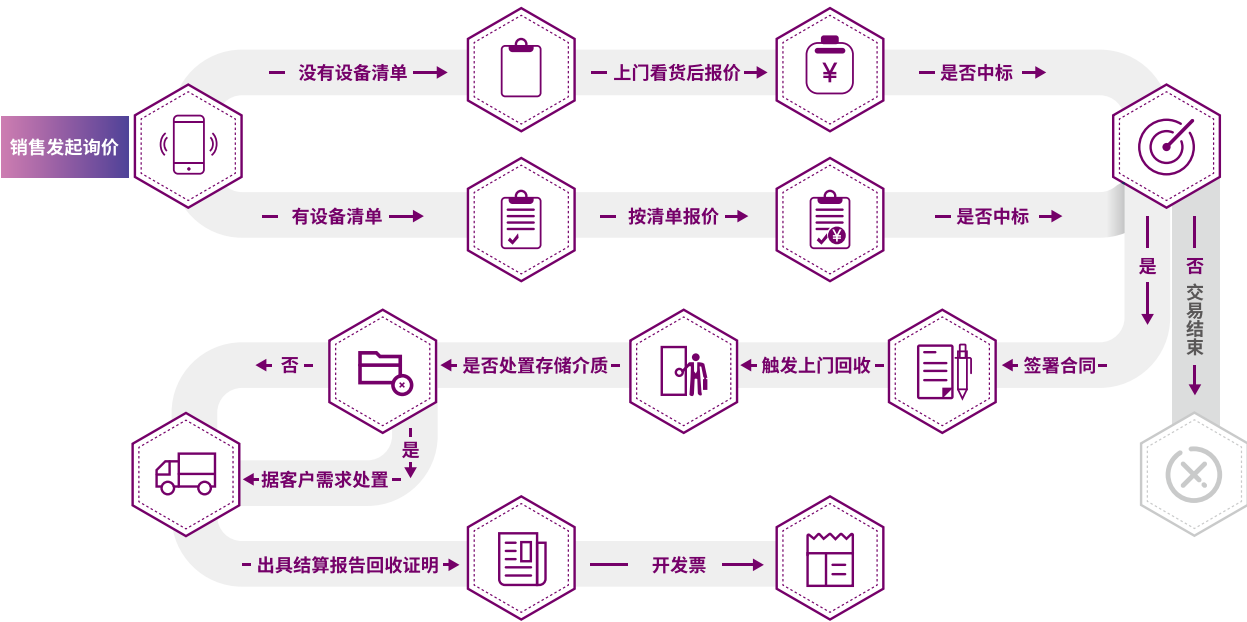 没有设备清单
上门看货后报价
是否中标
销售发起询价
有设备清单
按清单报价
是否中标
是
否
交易结束
否
是否处置存储介质
触发上门回收
签署合同
是
据客户需求处置
出具结算报告回收证明
开发票